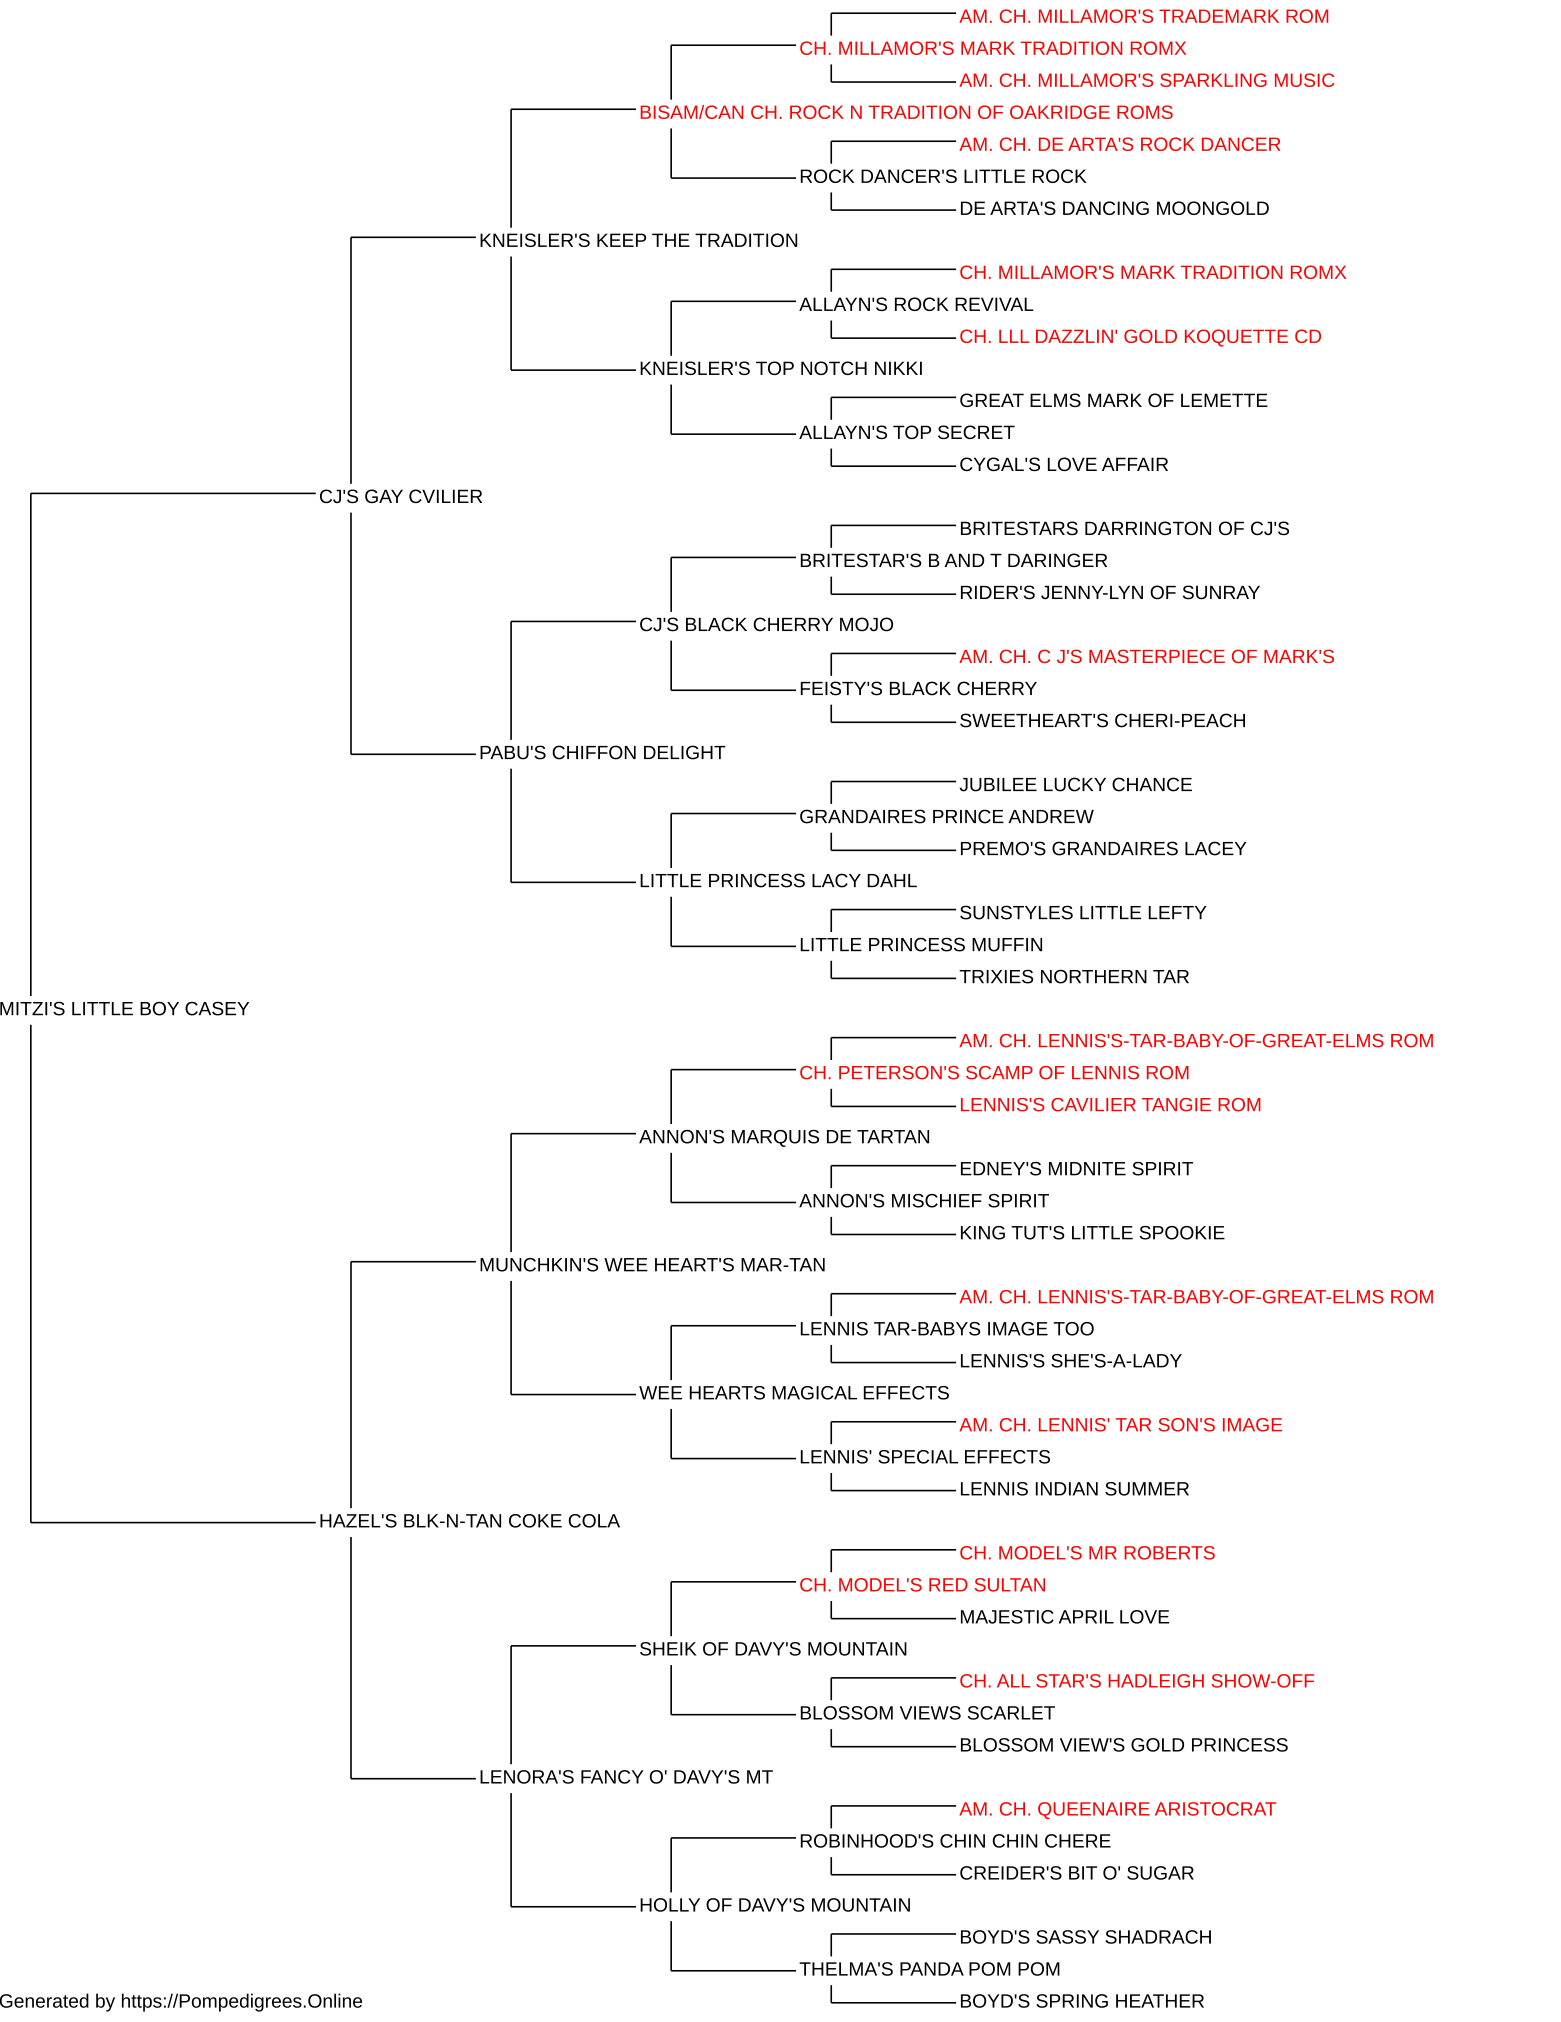 AM. CH. MILLAMOR'S TRADEMARK ROM
CH. MILLAMOR'S MARK TRADITION ROMX
AM. CH. MILLAMOR'S SPARKLING MUSIC
BISAM/CAN CH. ROCK N TRADITION OF OAKRIDGE ROMS
AM. CH. DE ARTA'S ROCK DANCER
ROCK DANCER'S LITTLE ROCK
DE ARTA'S DANCING MOONGOLD
KNEISLER'S KEEP THE TRADITION
CH. MILLAMOR'S MARK TRADITION ROMX
ALLAYN'S ROCK REVIVAL
CH. LLL DAZZLIN' GOLD KOQUETTE CD
KNEISLER'S TOP NOTCH NIKKI
GREAT ELMS MARK OF LEMETTE
ALLAYN'S TOP SECRET
CYGAL'S LOVE AFFAIR
CJ'S GAY CVILIER
BRITESTARS DARRINGTON OF CJ'S
BRITESTAR'S B AND T DARINGER
RIDER'S JENNY-LYN OF SUNRAY
CJ'S BLACK CHERRY MOJO
AM. CH. C J'S MASTERPIECE OF MARK'S
FEISTY'S BLACK CHERRY
SWEETHEART'S CHERI-PEACH
PABU'S CHIFFON DELIGHT
JUBILEE LUCKY CHANCE
GRANDAIRES PRINCE ANDREW
PREMO'S GRANDAIRES LACEY
LITTLE PRINCESS LACY DAHL
SUNSTYLES LITTLE LEFTY
LITTLE PRINCESS MUFFIN
TRIXIES NORTHERN TAR
MITZI'S LITTLE BOY CASEY
AM. CH. LENNIS'S-TAR-BABY-OF-GREAT-ELMS ROM
CH. PETERSON'S SCAMP OF LENNIS ROM
LENNIS'S CAVILIER TANGIE ROM
ANNON'S MARQUIS DE TARTAN
EDNEY'S MIDNITE SPIRIT
ANNON'S MISCHIEF SPIRIT
KING TUT'S LITTLE SPOOKIE
MUNCHKIN'S WEE HEART'S MAR-TAN
AM. CH. LENNIS'S-TAR-BABY-OF-GREAT-ELMS ROM
LENNIS TAR-BABYS IMAGE TOO
LENNIS'S SHE'S-A-LADY
WEE HEARTS MAGICAL EFFECTS
AM. CH. LENNIS' TAR SON'S IMAGE
LENNIS' SPECIAL EFFECTS
LENNIS INDIAN SUMMER
HAZEL'S BLK-N-TAN COKE COLA
CH. MODEL'S MR ROBERTS
CH. MODEL'S RED SULTAN
MAJESTIC APRIL LOVE
SHEIK OF DAVY'S MOUNTAIN
CH. ALL STAR'S HADLEIGH SHOW-OFF
BLOSSOM VIEWS SCARLET
BLOSSOM VIEW'S GOLD PRINCESS
LENORA'S FANCY O' DAVY'S MT
AM. CH. QUEENAIRE ARISTOCRAT
ROBINHOOD'S CHIN CHIN CHERE
CREIDER'S BIT O' SUGAR
HOLLY OF DAVY'S MOUNTAIN
BOYD'S SASSY SHADRACH
THELMA'S PANDA POM POM
BOYD'S SPRING HEATHER
Generated by https://Pompedigrees.Online